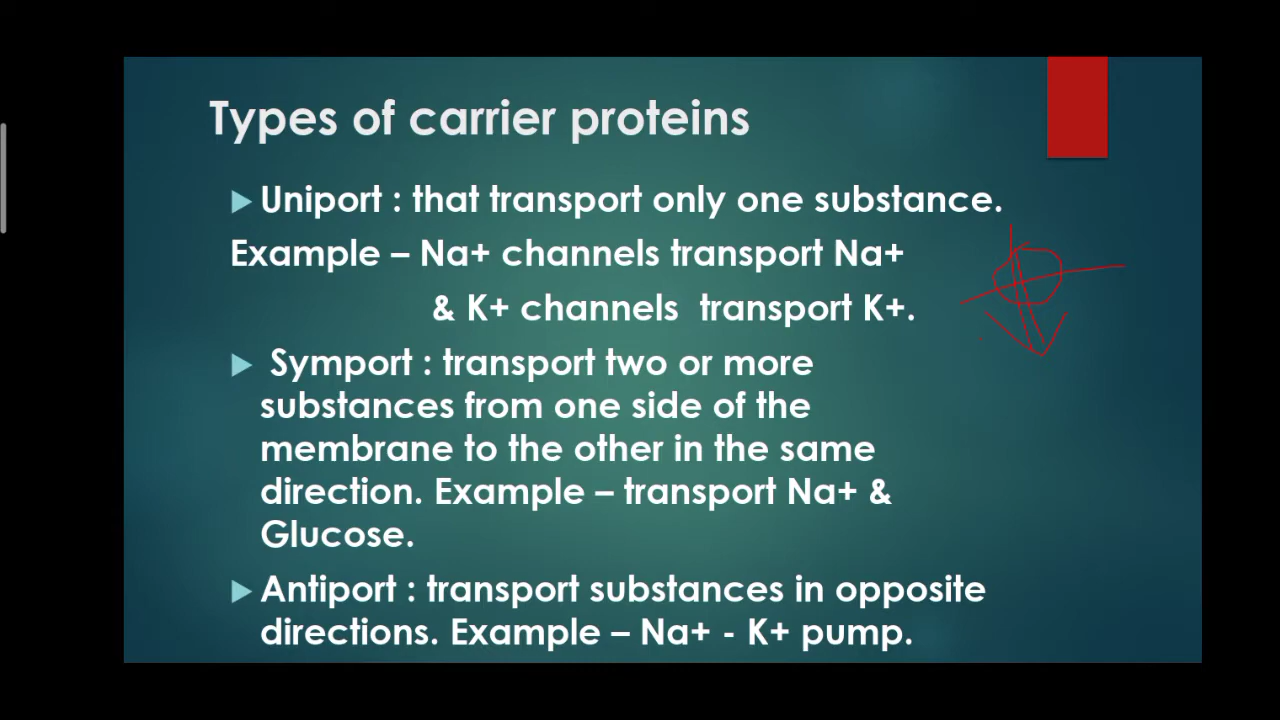 Types of carrier proteins
Uniport : that transport only one substance.
Example – Na+ channels transport Na+
& K+ channels transport K+.
Symport : transport two or more
substances from one side of the
membrane to the other in the same
direction. Example – transport Na+ &
Glucose.
Antiport : transport substances in opposite
directions. Example – Na+ - K+ pump.